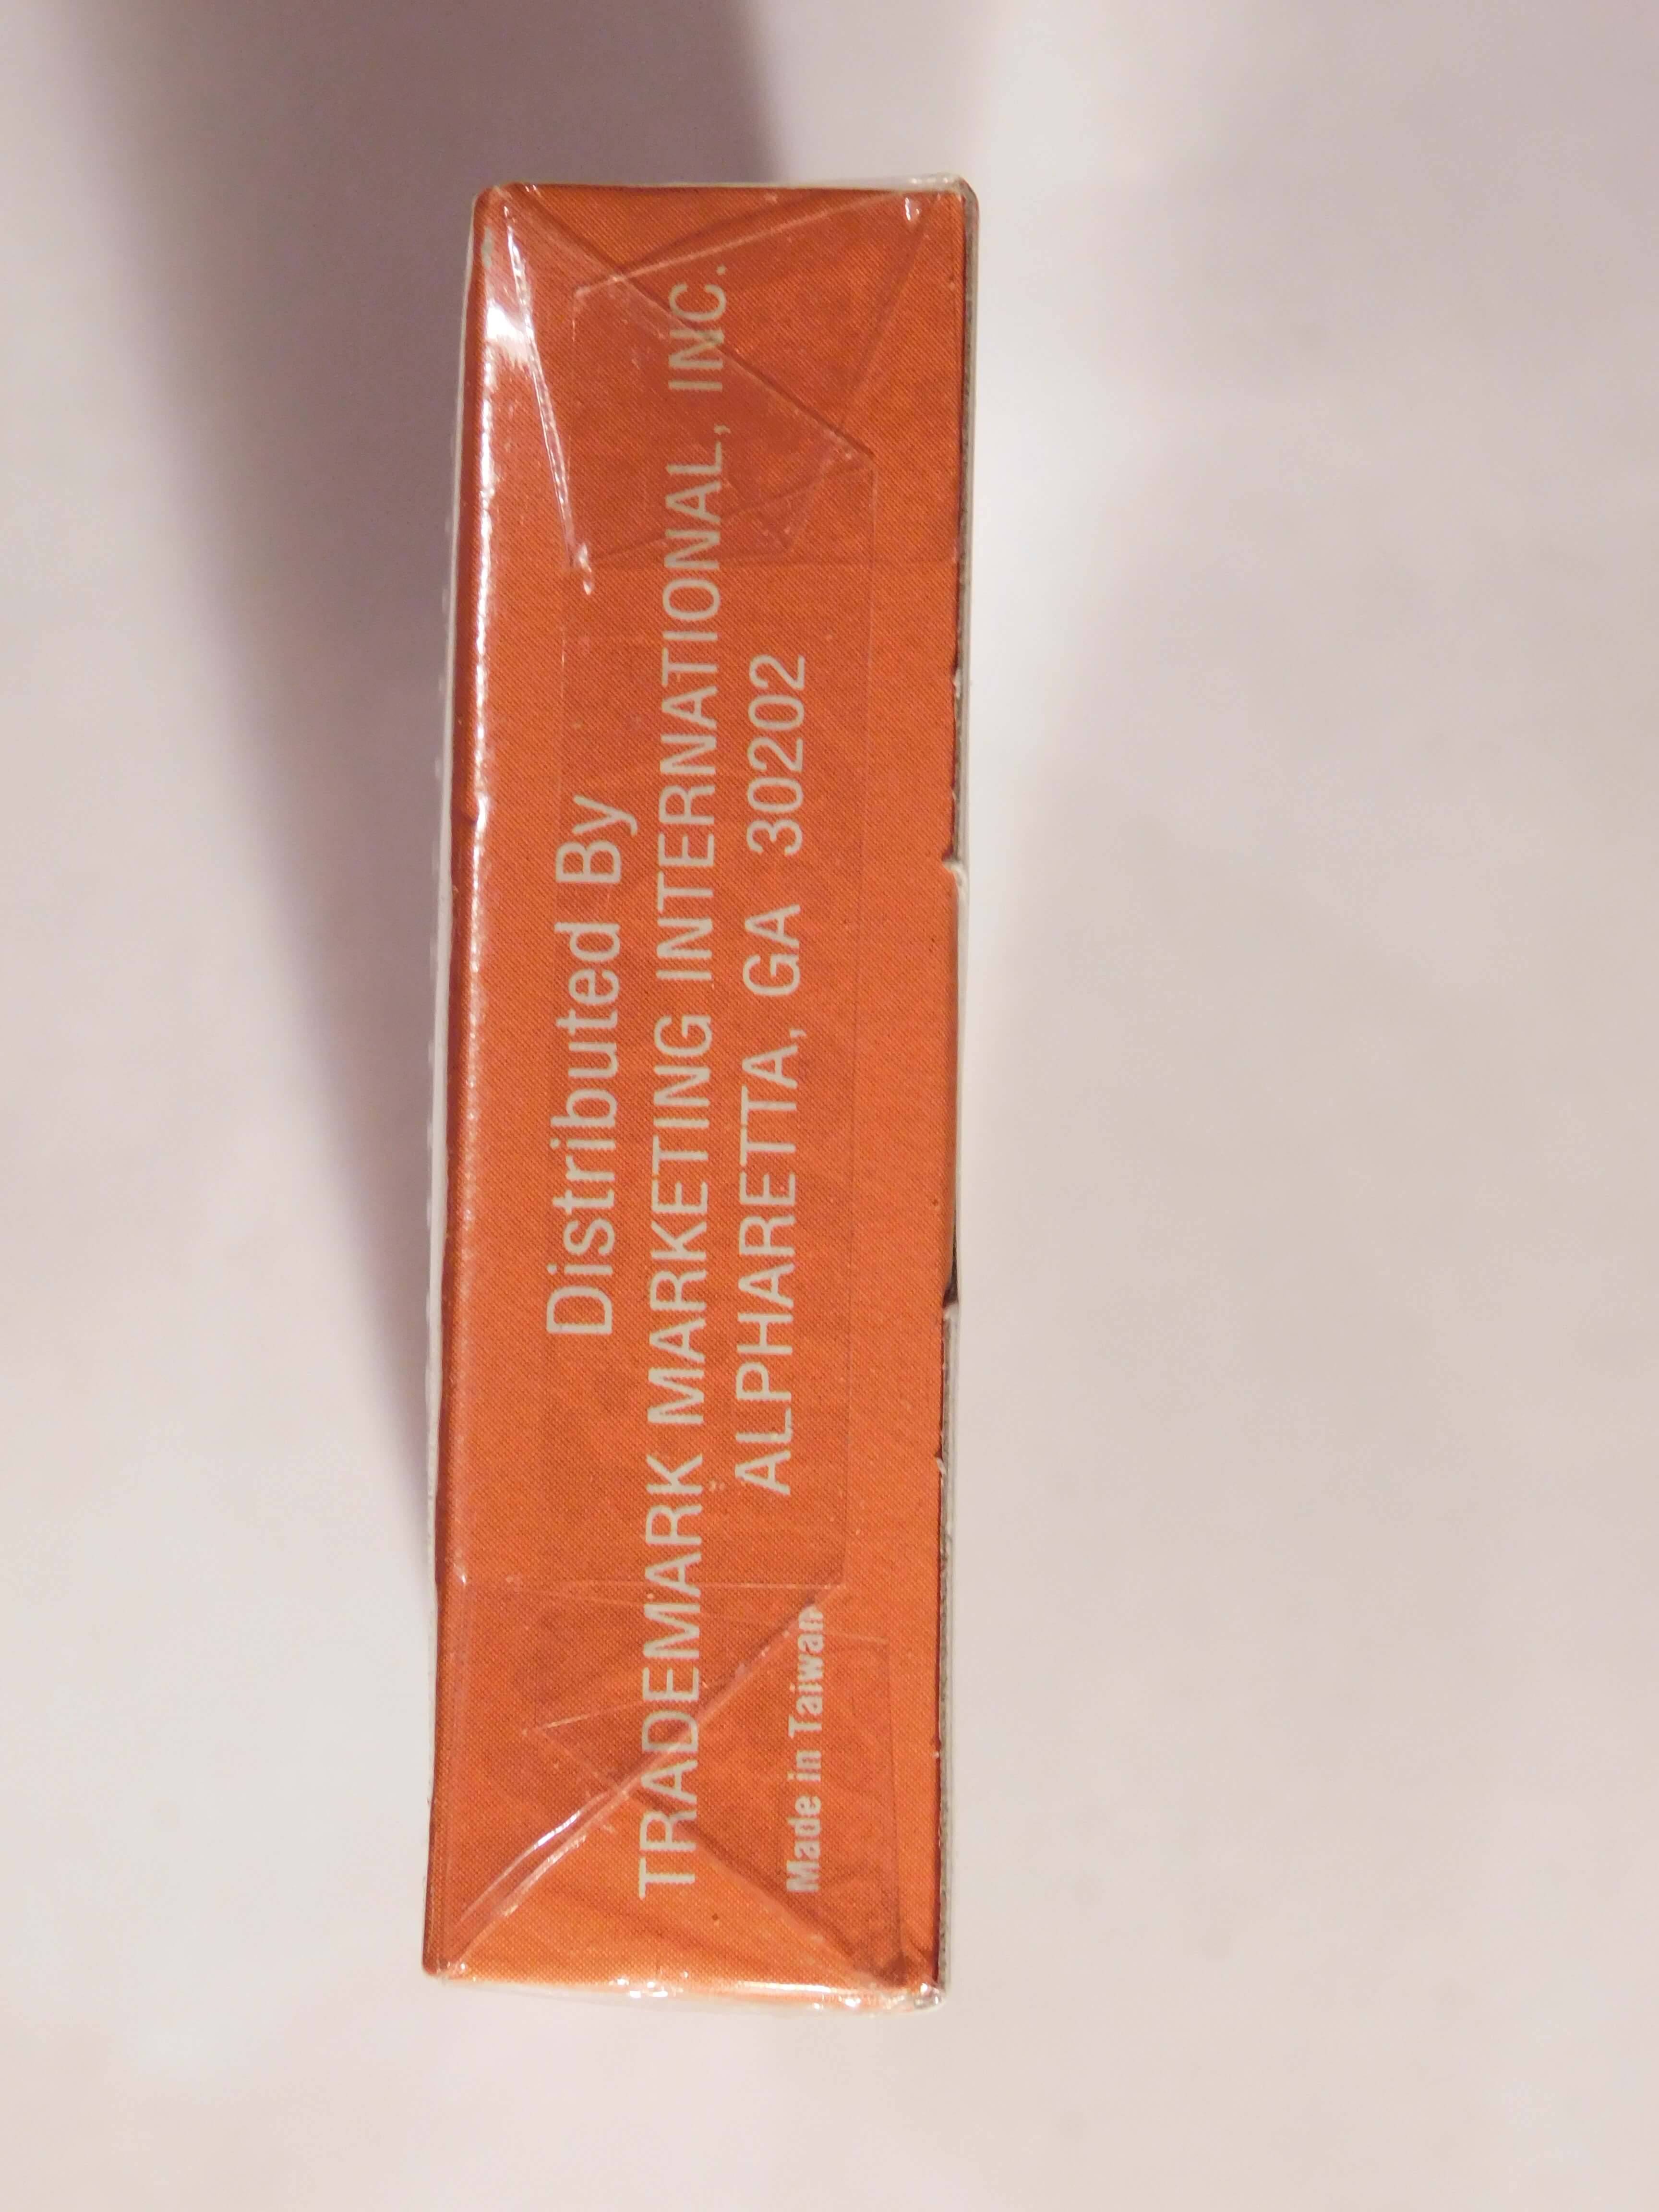 Distributed By
TRADEMARK MARKETING INTERNATIONAL, INC.
ALPHARETTA, GA 30202
Made in Taiwan